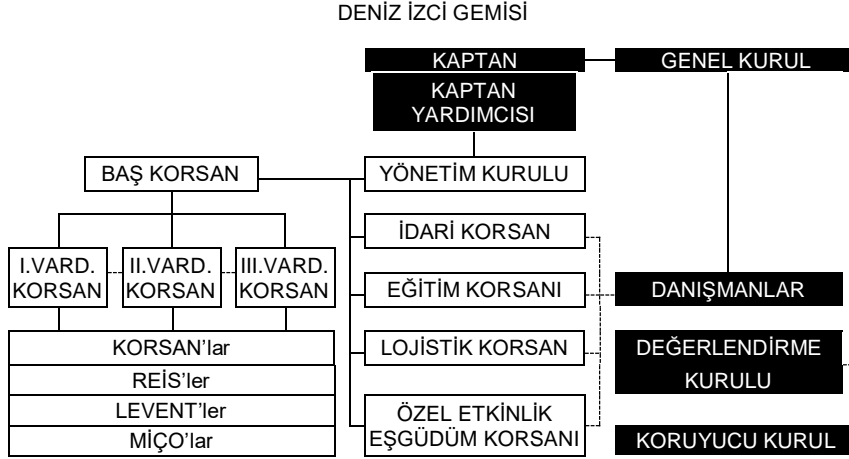 DENİZ İZCİ GEMİSİ
KAPTAN
GENEL KURUL
KAPTAN
YARDIMCISI
BAŞ KORSAN
YÖNETİM KURULU
İDARİ KORSAN
I.VARD.
KORSAN
II.VARD.
KORSAN
III.VARD.
KORSAN
EĞİTİM KORSANI
DANIŞMANLAR
KORSAN'lar
LOJİSTİK KORSAN
DEĞERLENDİRME
KURULU
REİS'ler
LEVENT'ler
MİÇO'lar
ÖZEL ETKİNLİK
EŞGÜDÜM KORSANI
KORUYUCU KURUL